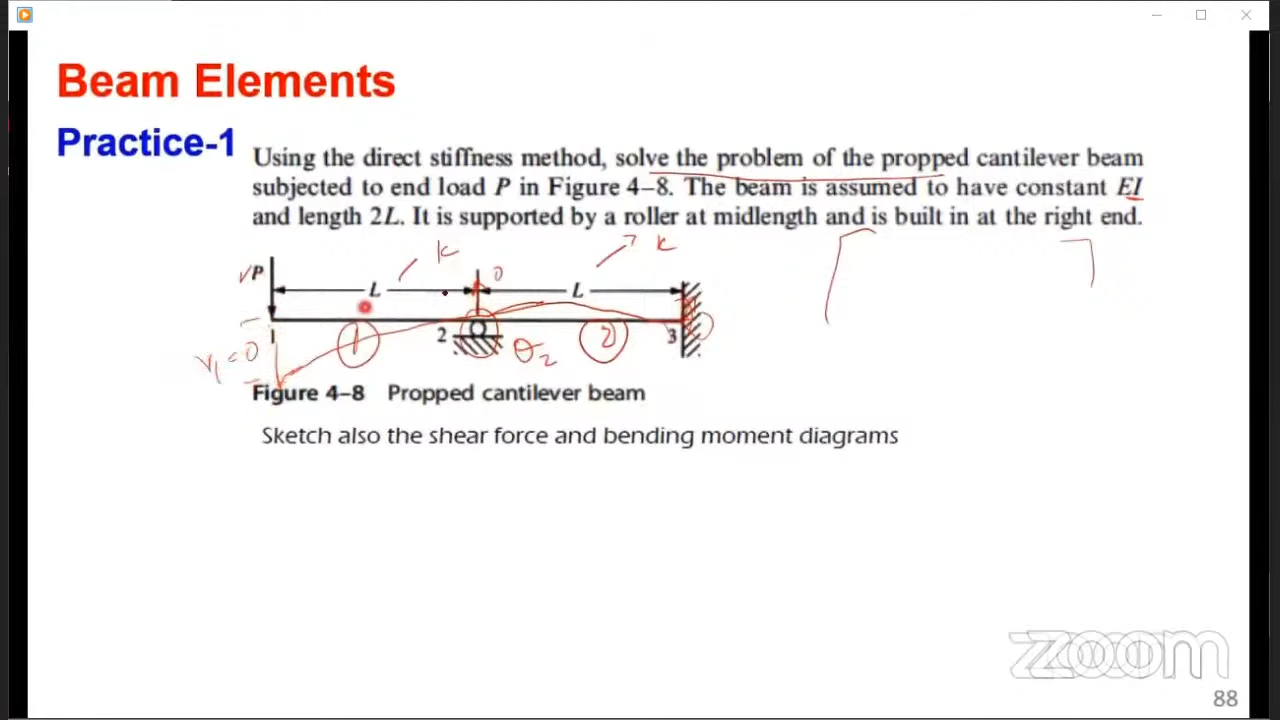 Beam Elements
Practice-1
Using the direct stiffness method, solve the problem of the propped cantilever beam
subjected to end load P in Figure 4–8. The beam is assumed to have constant EI
and length 2L. It is supported by a roller at midlength and is built in at the right end.
k
k
√P
L
0
L
1
1
2
θ2
2
3
v1=0
Figure 4–8 Propped cantilever beam
Sketch also the shear force and bending moment diagrams
zoom
88